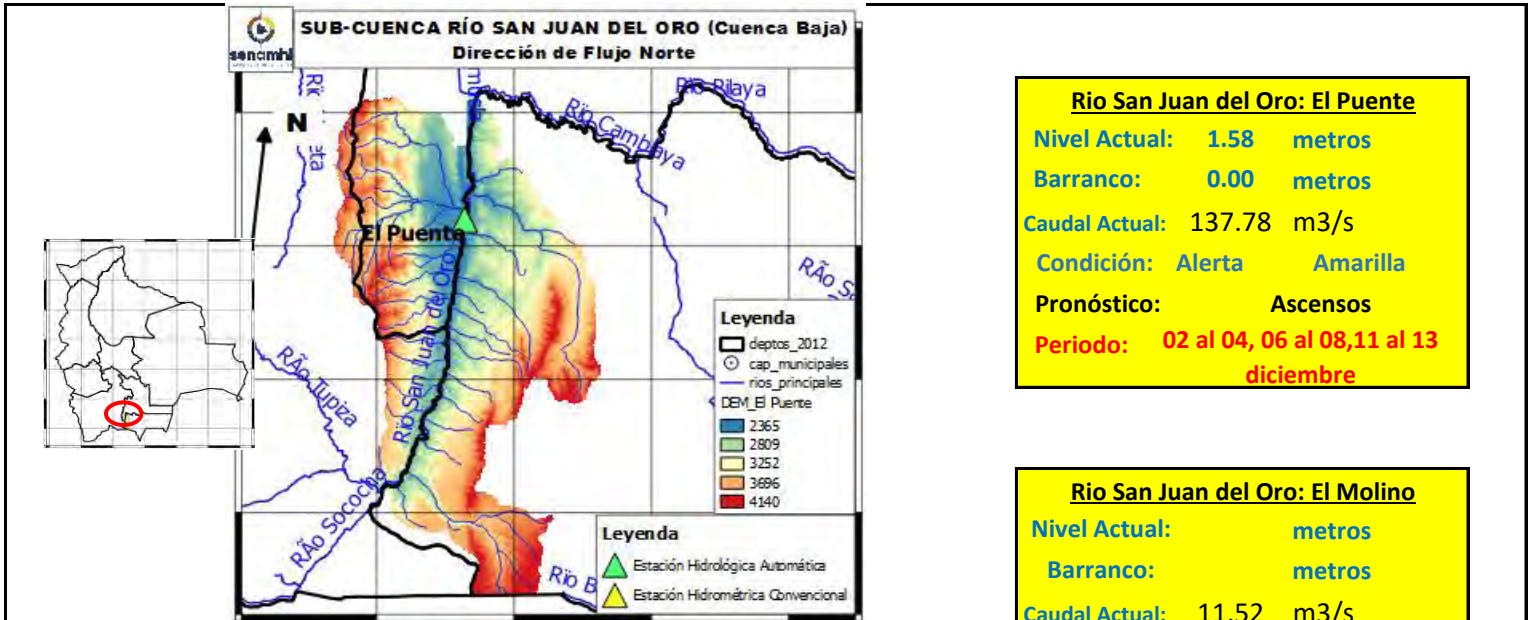 senamhi
SUB-CUENCA RÍO SAN JUAN DEL ORO (Cuenca Baja)
Dirección de Flujo Norte
Río Pilaya
Río Camblaya
N
El Puente
Río San Juan del Oro
RÃo Tupiza
RÃo Sococha
RÃo S
Río B
Leyenda
deptos_2012
cap_municipales
rios_principales
DEM_El Puente
2365
2809
3252
3696
4140
Leyenda
Estación Hidrológica Automática
Estación Hidrométrica Convencional
Rio San Juan del Oro: El Puente
Nivel Actual: 1.58 metros
Barranco: 0.00 metros
Caudal Actual: 137.78 m3/s
Condición: Alerta Amarilla
Pronóstico: Ascensos
Periodo: 02 al 04, 06 al 08,11 al 13
diciembre
Rio San Juan del Oro: El Molino
Nivel Actual: metros
Barranco: metros
Caudal Actual: 11.52 m3/s